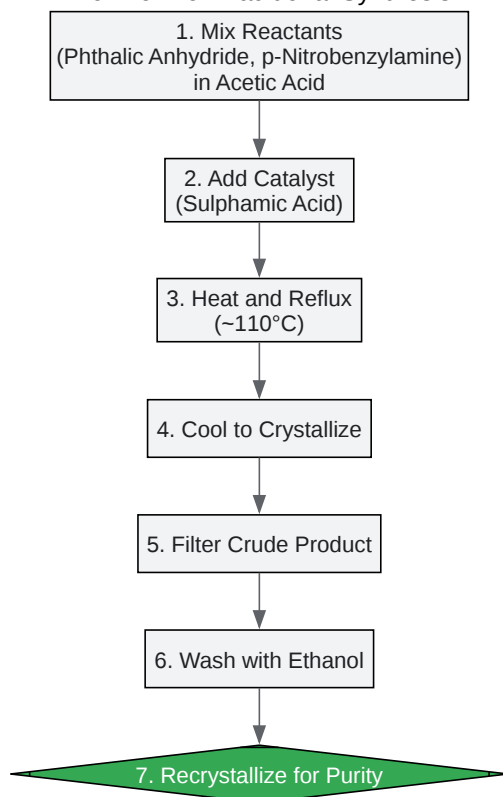 1. Mix Reactants
(Phthalic Anhydride, p-Nitrobenzylamine)
in Acetic Acid
2. Add Catalyst
(Sulphamic Acid)
3. Heat and Reflux
(~110°C)
4. Cool to Crystallize
5. Filter Crude Product
6. Wash with Ethanol
7. Recrystallize for Purity